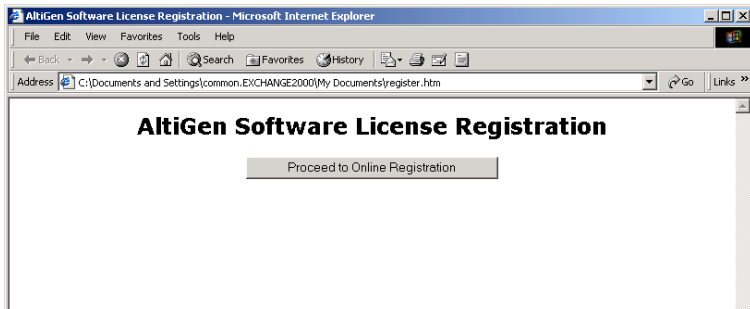 AltiGen Software License Registration - Microsoft Internet Explorer
File Edit View Favorites Tools Help
Back Search Favorites History
Address C:\Documents and Settings\common.EXCHANGE2000\My Documents\register.htm Go Links »
AltiGen Software License Registration
Proceed to Online Registration